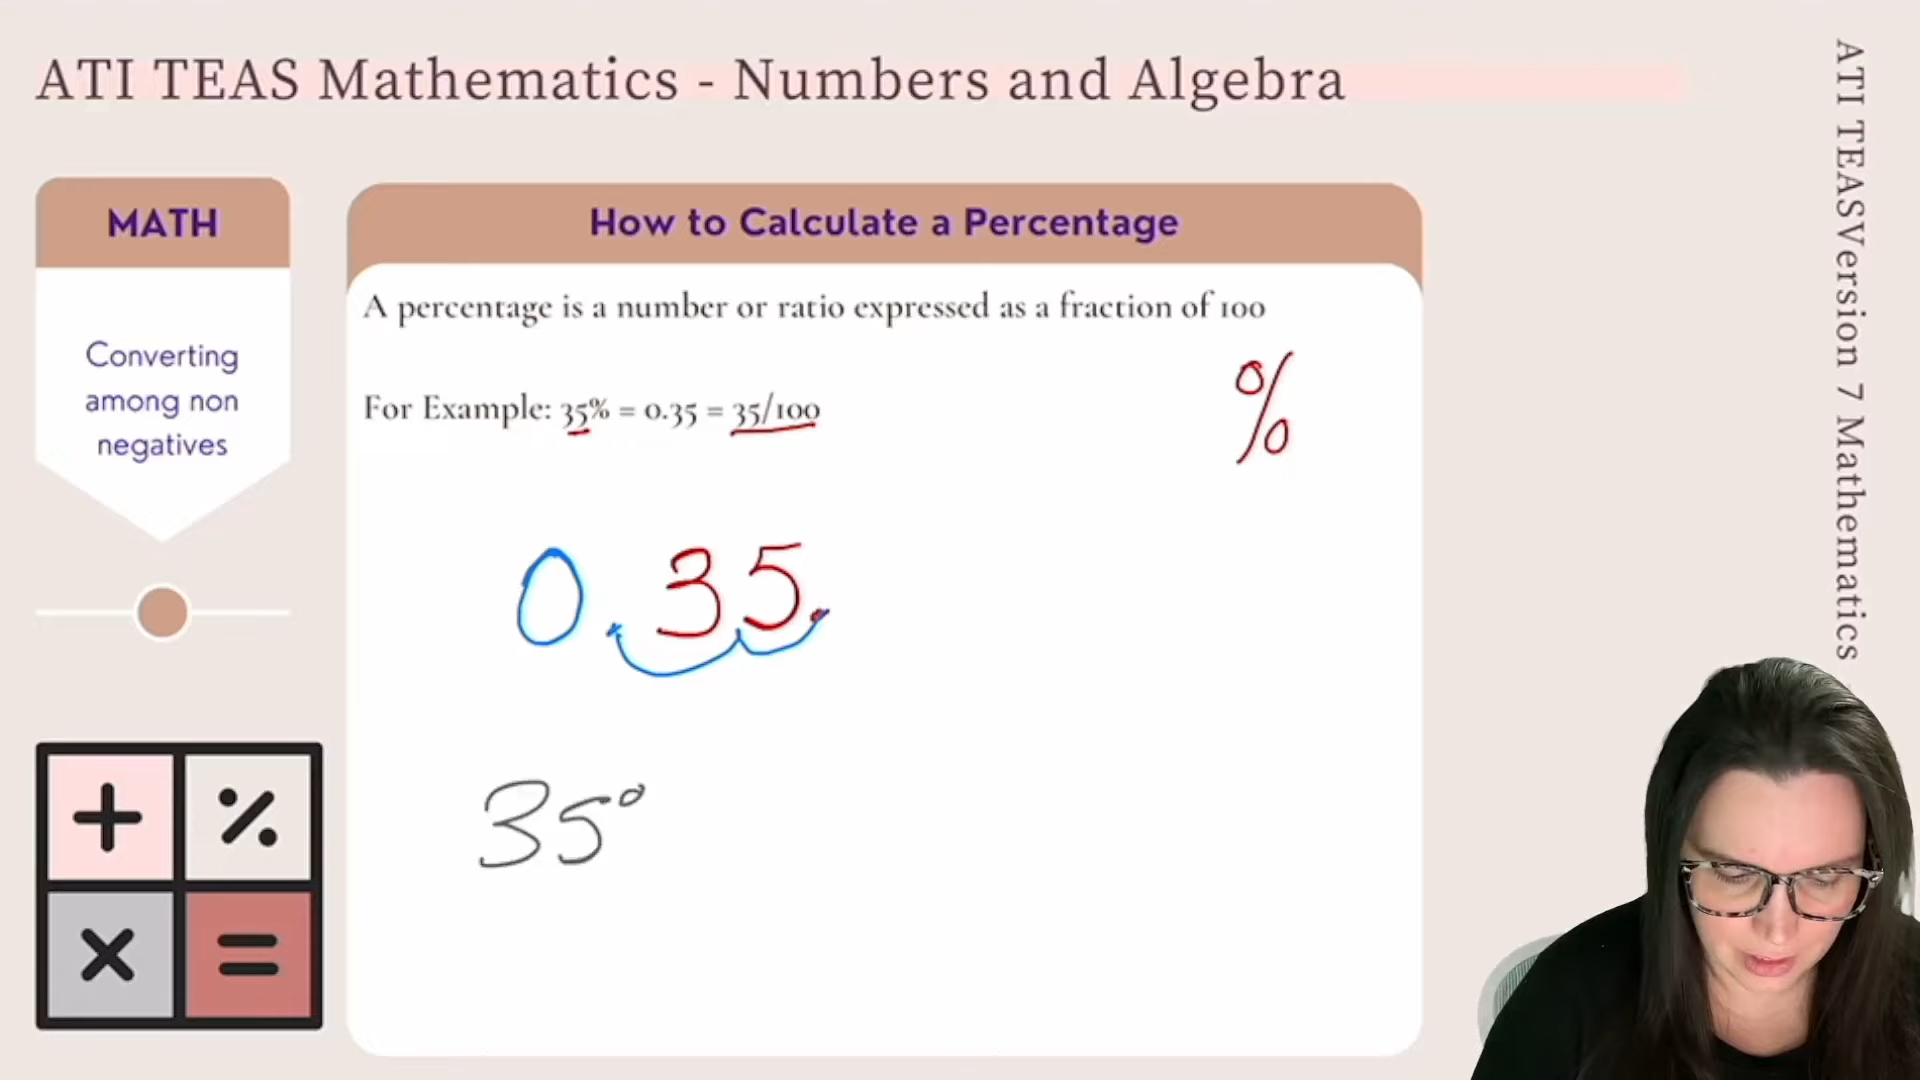 ATI TEAS Mathematics - Numbers and Algebra
MATH
Converting
among non
negatives
How to Calculate a Percentage
A percentage is a number or ratio expressed as a fraction of 100
For Example: 35% = 0.35 = 35/100
%
0.35.
35°
+ %
× =
ATI TEASVersion 7 Mathematics